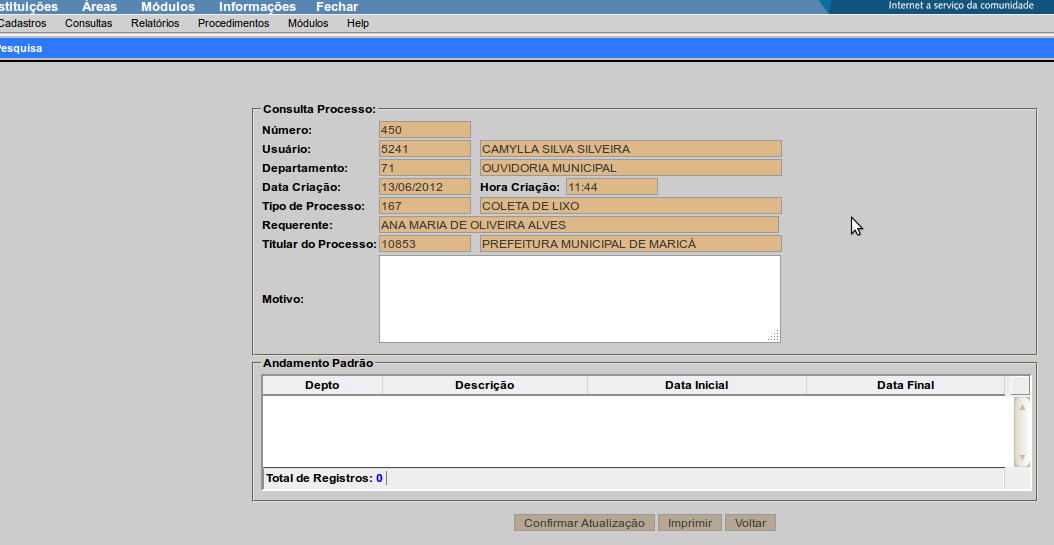 Áreas Módulos Informações Fechar Internet a serviço da comunidade
Cadastros Consultas Relatórios Procedimentos Módulos Help
Consulta Processo:
Número: 450
Usuário: 5241 CAMYLLA SILVA SILVEIRA
Departamento: 71 OUVIDORIA MUNICIPAL
Data Criação: 13/06/2012 Hora Criação: 11:44
Tipo de Processo: 167 COLETA DE LIXO
Requerente: ANA MARIA DE OLIVEIRA ALVES
Titular do Processo: 10853 PREFEITURA MUNICIPAL DE MARICÁ
Motivo:
Andamento Padrão
Depto Descrição Data Inicial Data Final
Total de Registros: 0
Confirmar Atualização Imprimir Voltar